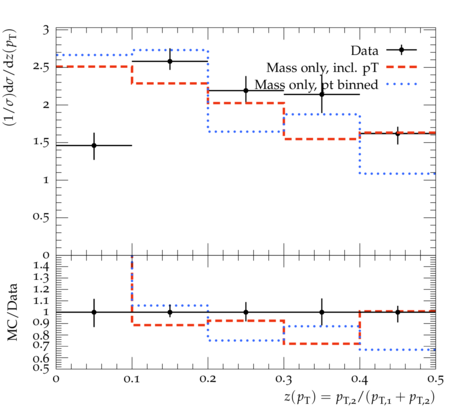 (1/σ)dσ/dz(pT)
3
2.5
2
1.5
1
0.5
0
Data
Mass only, incl. pT
Mass only, pt binned
MC/Data
1.4
1.3
1.2
1.1
1
0.9
0.8
0.7
0.6
0.5
0 0.1 0.2 0.3 0.4 0.5
z(pT) = pT,2/(pT,1 + pT,2)